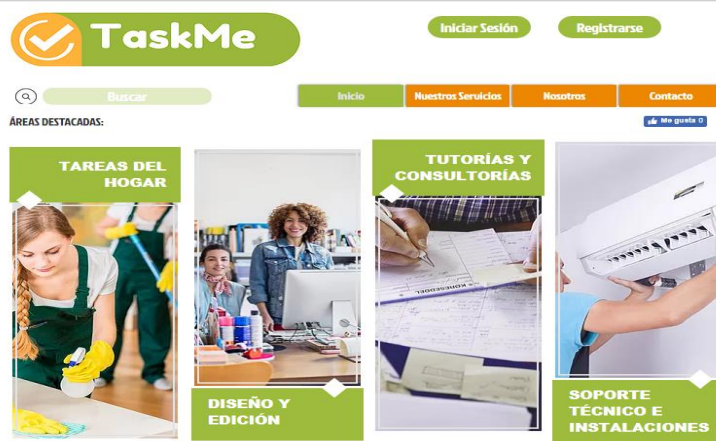 TaskMe
Iniciar Sesión
Registrarse
Buscar
Inicio
Nuestros Servicios
Nosotros
Contacto
ÁREAS DESTACADAS:
Me gusta 0
TAREAS DEL
HOGAR
TUTORÍAS Y
CONSULTORÍAS
DISEÑO Y
EDICIÓN
SOPORTE
TÉCNICO E
INSTALACIONES